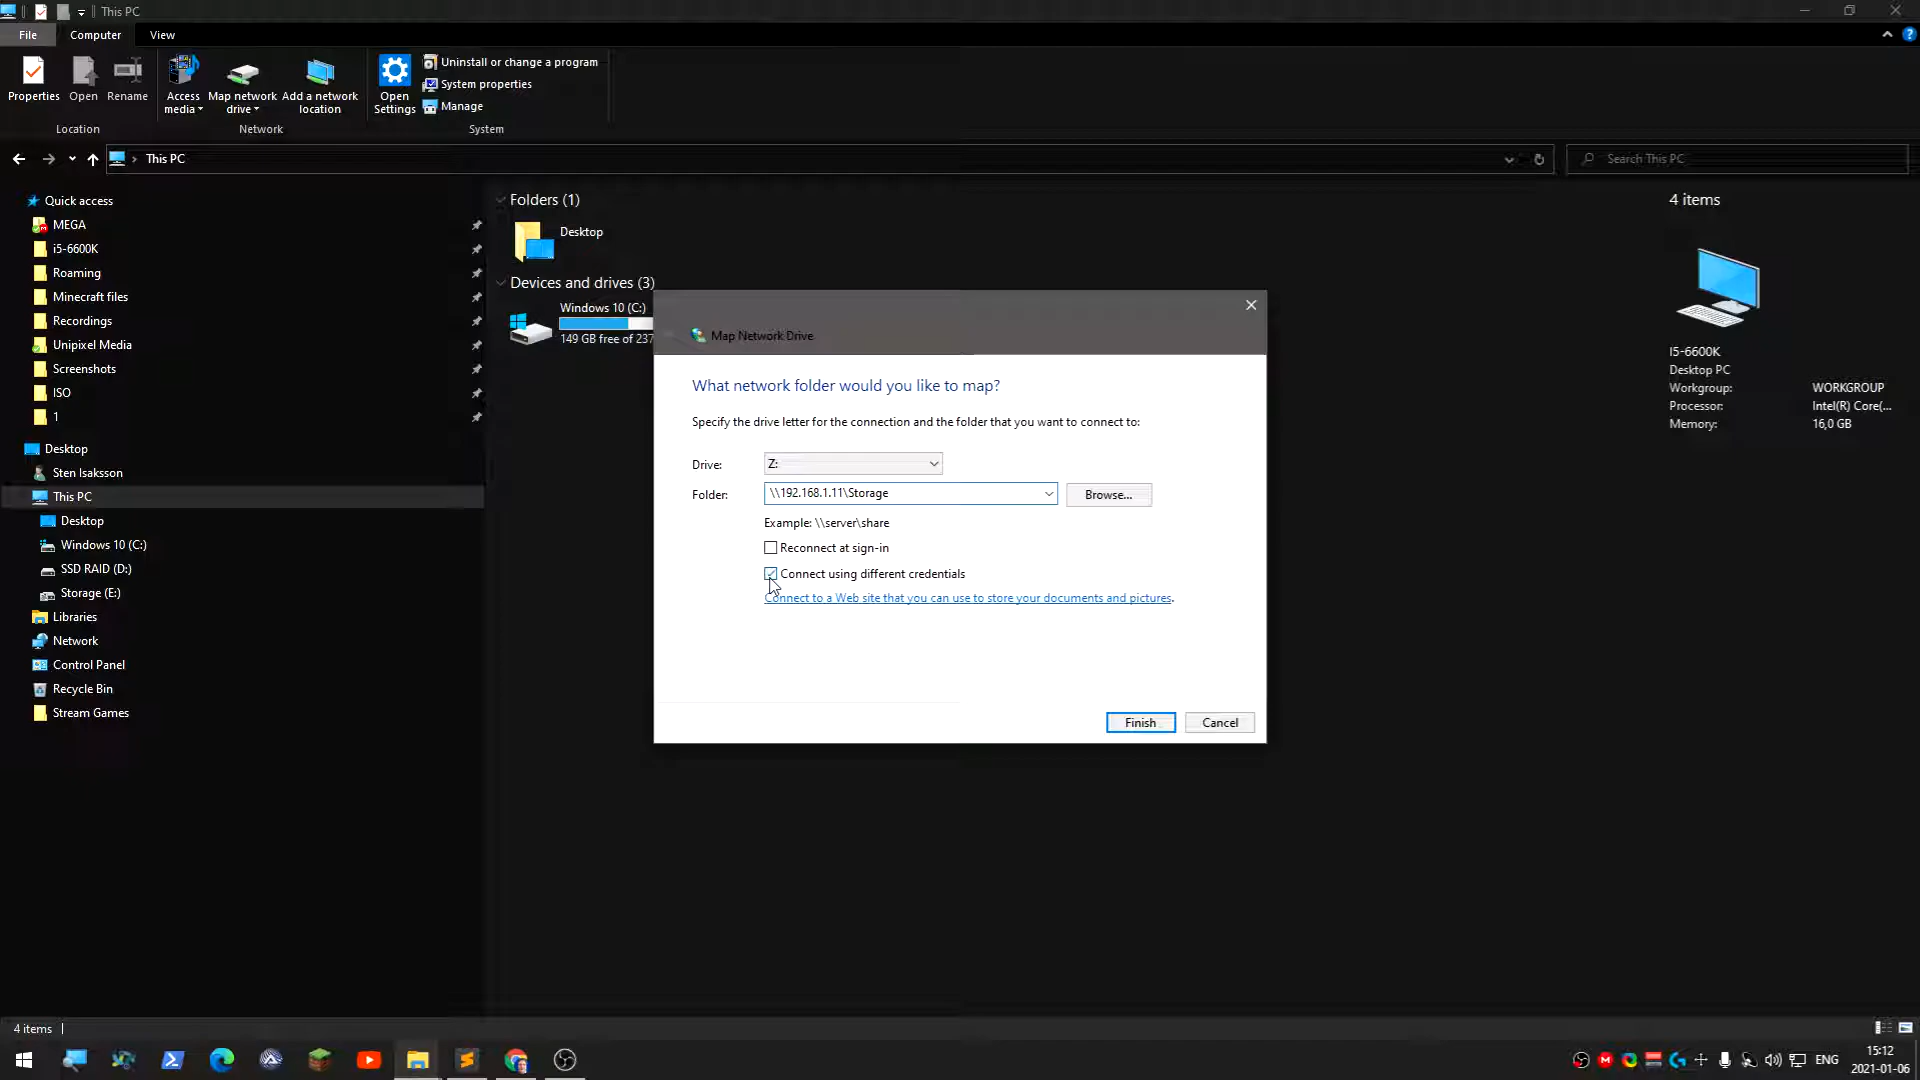 This PC
File
Computer
View
Properties
Open
Rename
Access
media
Map network
drive
Add a network
location
Open
Settings
Uninstall or change a program
System properties
Manage
Location
Network
System
This PC
Search This PC
Quick access
MEGA
i5-6600K
Roaming
Minecraft files
Recordings
Unipixel Media
Screenshots
ISO
1
Desktop
Sten Isaksson
This PC
Desktop
Windows 10 (C:)
SSD RAID (D:)
Storage (E:)
Libraries
Network
Control Panel
Recycle Bin
Stream Games
Folders (1)
Desktop
Devices and drives (3)
Windows 10 (C:)
149 GB free of 237
Map Network Drive
What network folder would you like to map?
Specify the drive letter for the connection and the folder that you want to connect to:
Drive:
Z:
Folder:
\\192.168.1.11\Storage
Browse...
Example: \\server\share
Reconnect at sign-in
Connect using different credentials
Connect to a Web site that you can use to store your documents and pictures.
Finish
Cancel
4 items
I5-6600K
Desktop PC
Workgroup: WORKGROUP
Processor: Intel(R) Core(...
Memory: 16,0 GB
4 items
ENG
15:12
2021-01-06